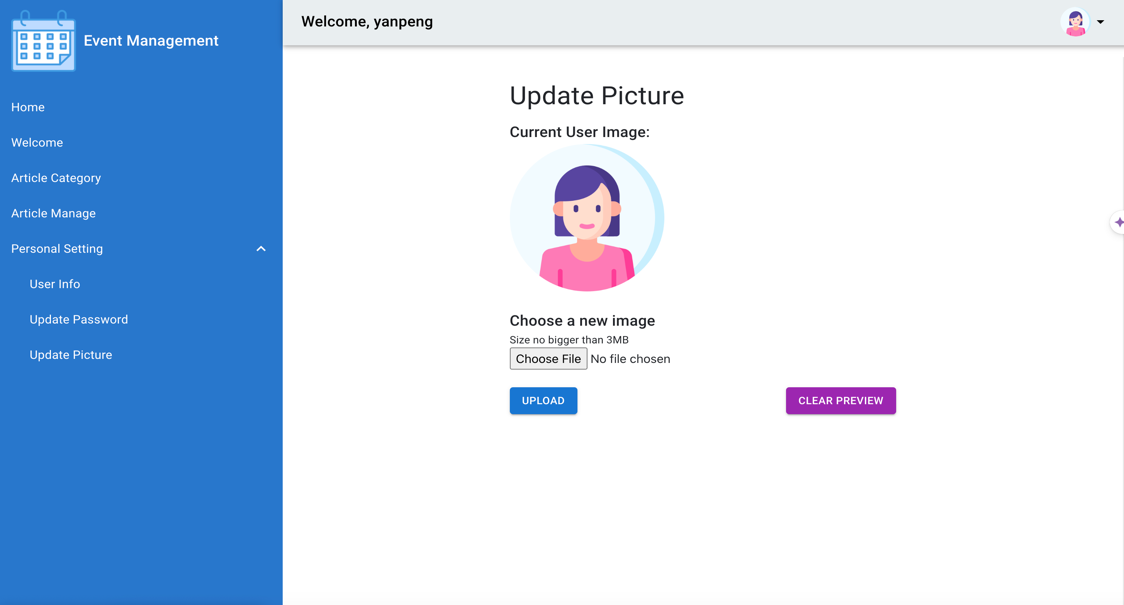 Event Management
Home
Welcome
Article Category
Article Manage
Personal Setting
User Info
Update Password
Update Picture
Welcome, yanpeng
Update Picture
Current User Image:
Choose a new image
Size no bigger than 3MB
Choose File No file chosen
UPLOAD
CLEAR PREVIEW